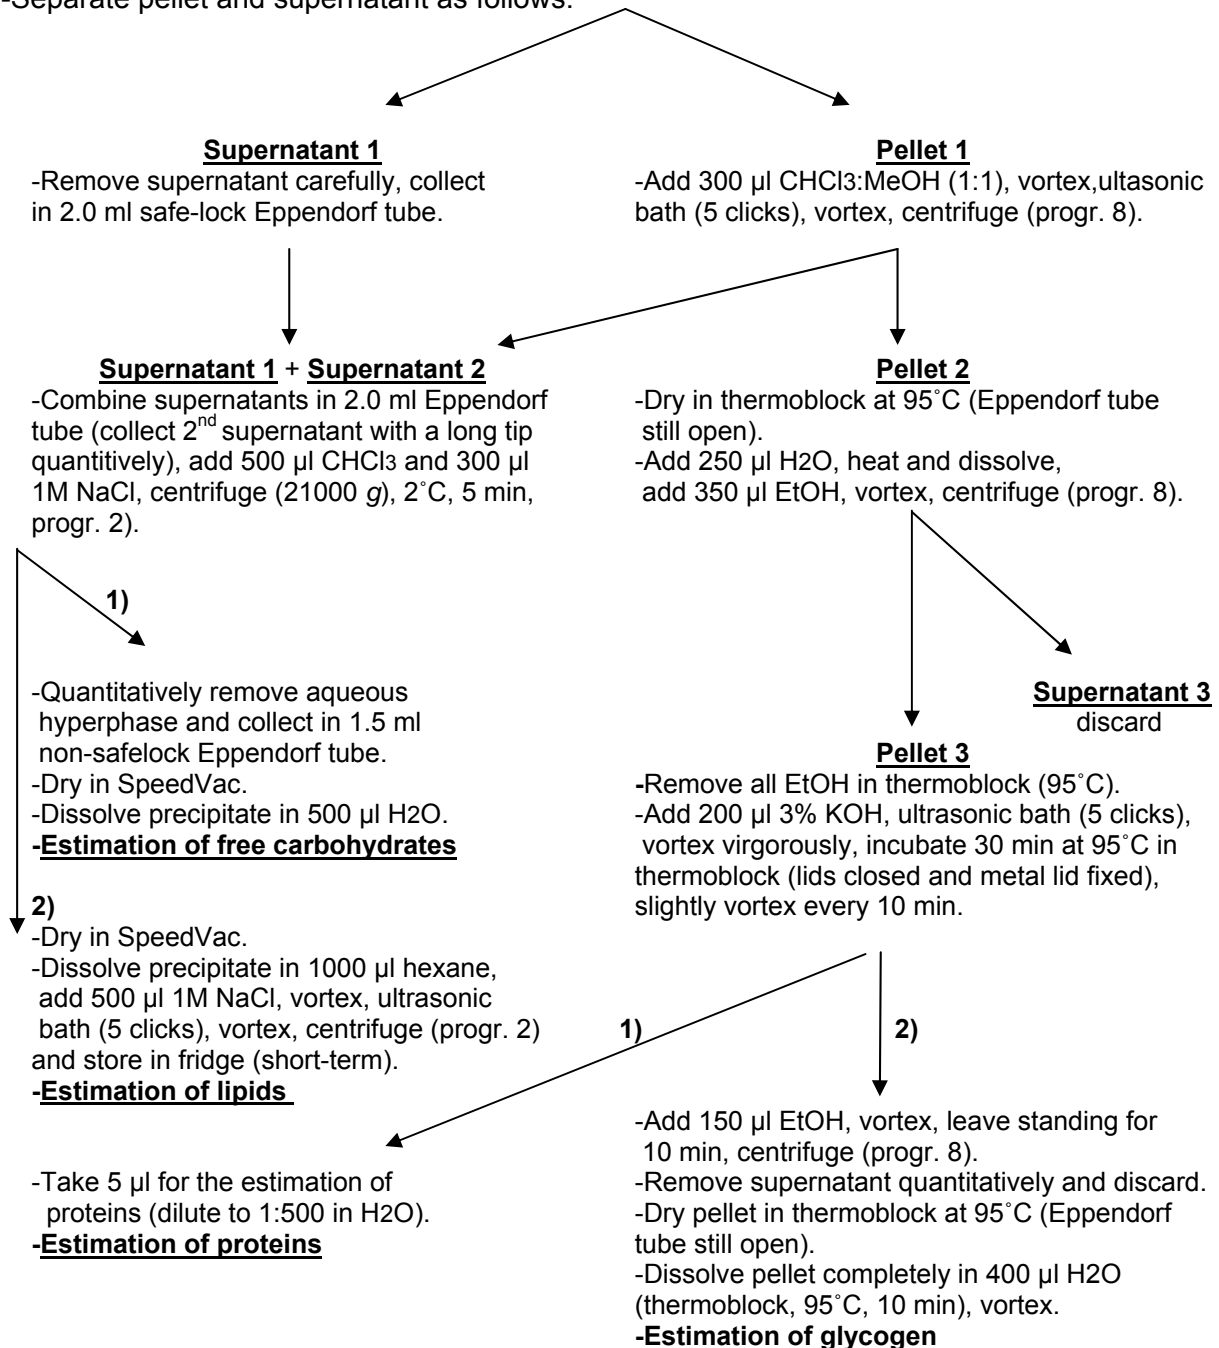 -Separate pellet and supernatant as follows:
Supernatant 1
-Remove supernatant carefully, collect
in 2.0 ml safe-lock Eppendorf tube.
Pellet 1
-Add 300 µl CHCl3:MeOH (1:1), vortex,ultasonic
bath (5 clicks), vortex, centrifuge (progr. 8).
Supernatant 1 + Supernatant 2
-Combine supernatants in 2.0 ml Eppendorf
tube (collect 2nd supernatant with a long tip
quantitively), add 500 µl CHCl3 and 300 µl
1M NaCl, centrifuge (21000 g), 2˚C, 5 min,
progr. 2).
Pellet 2
-Dry in thermoblock at 95˚C (Eppendorf tube
still open).
-Add 250 µl H2O, heat and dissolve,
add 350 µl EtOH, vortex, centrifuge (progr. 8).
1)
-Quantitatively remove aqueous
hyperphase and collect in 1.5 ml
non-safelock Eppendorf tube.
-Dry in SpeedVac.
-Dissolve precipitate in 500 µl H2O.
-Estimation of free carbohydrates
Supernatant 3
discard
Pellet 3
-Remove all EtOH in thermoblock (95˚C).
-Add 200 µl 3% KOH, ultrasonic bath (5 clicks),
vortex virgorously, incubate 30 min at 95˚C in
thermoblock (lids closed and metal lid fixed),
slightly vortex every 10 min.
2)
-Dry in SpeedVac.
-Dissolve precipitate in 1000 µl hexane,
add 500 µl 1M NaCl, vortex, ultrasonic
bath (5 clicks), vortex, centrifuge (progr. 2)
and store in fridge (short-term).
-Estimation of lipids
1)
2)
-Take 5 µl for the estimation of
proteins (dilute to 1:500 in H2O).
-Estimation of proteins
-Add 150 µl EtOH, vortex, leave standing for
10 min, centrifuge (progr. 8).
-Remove supernatant quantitatively and discard.
-Dry pellet in thermoblock at 95˚C (Eppendorf
tube still open).
-Dissolve pellet completely in 400 µl H2O
(thermoblock, 95˚C, 10 min), vortex.
-Estimation of glycogen